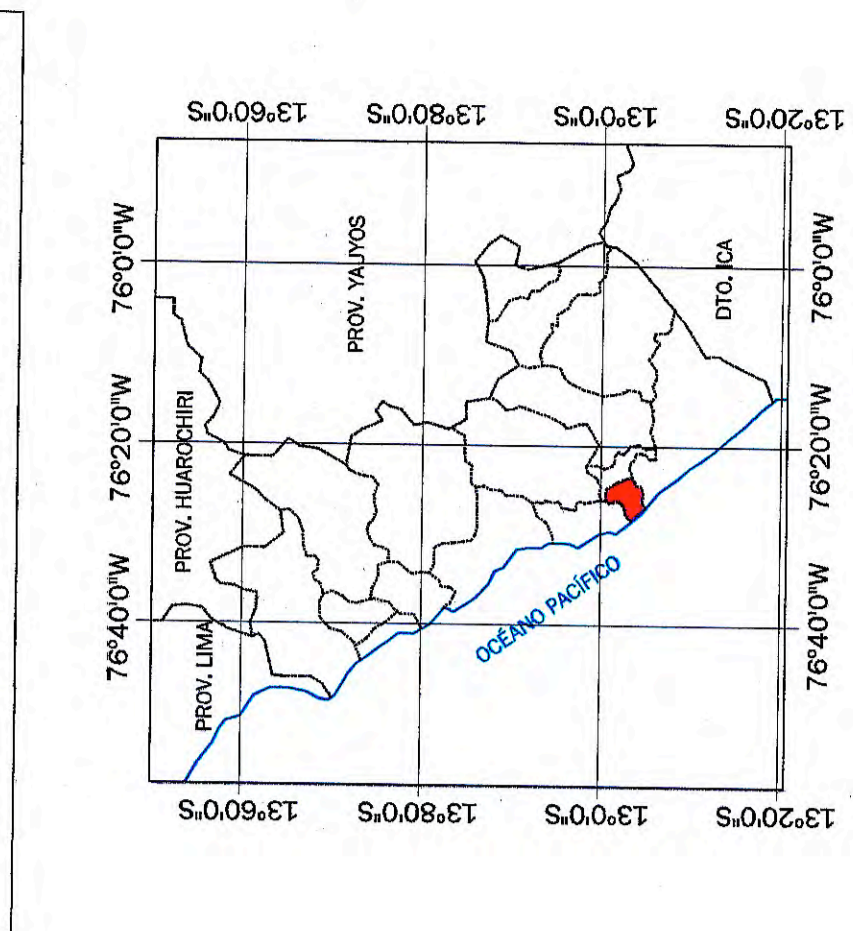 13°60'0"S
13°80'0"S
13°0'0"S
13°20'0"S
76°0'0"W
76°0'0"W
PROV. YAUYOS
DTO. ICA
76°20'0"W
76°20'0"W
PROV. HUAROCHIRI
76°40'0"W
76°40'0"W
PROV. LIMA
OCÉANO PACÍFICO
13°60'0"S
13°80'0"S
13°0'0"S
13°20'0"S